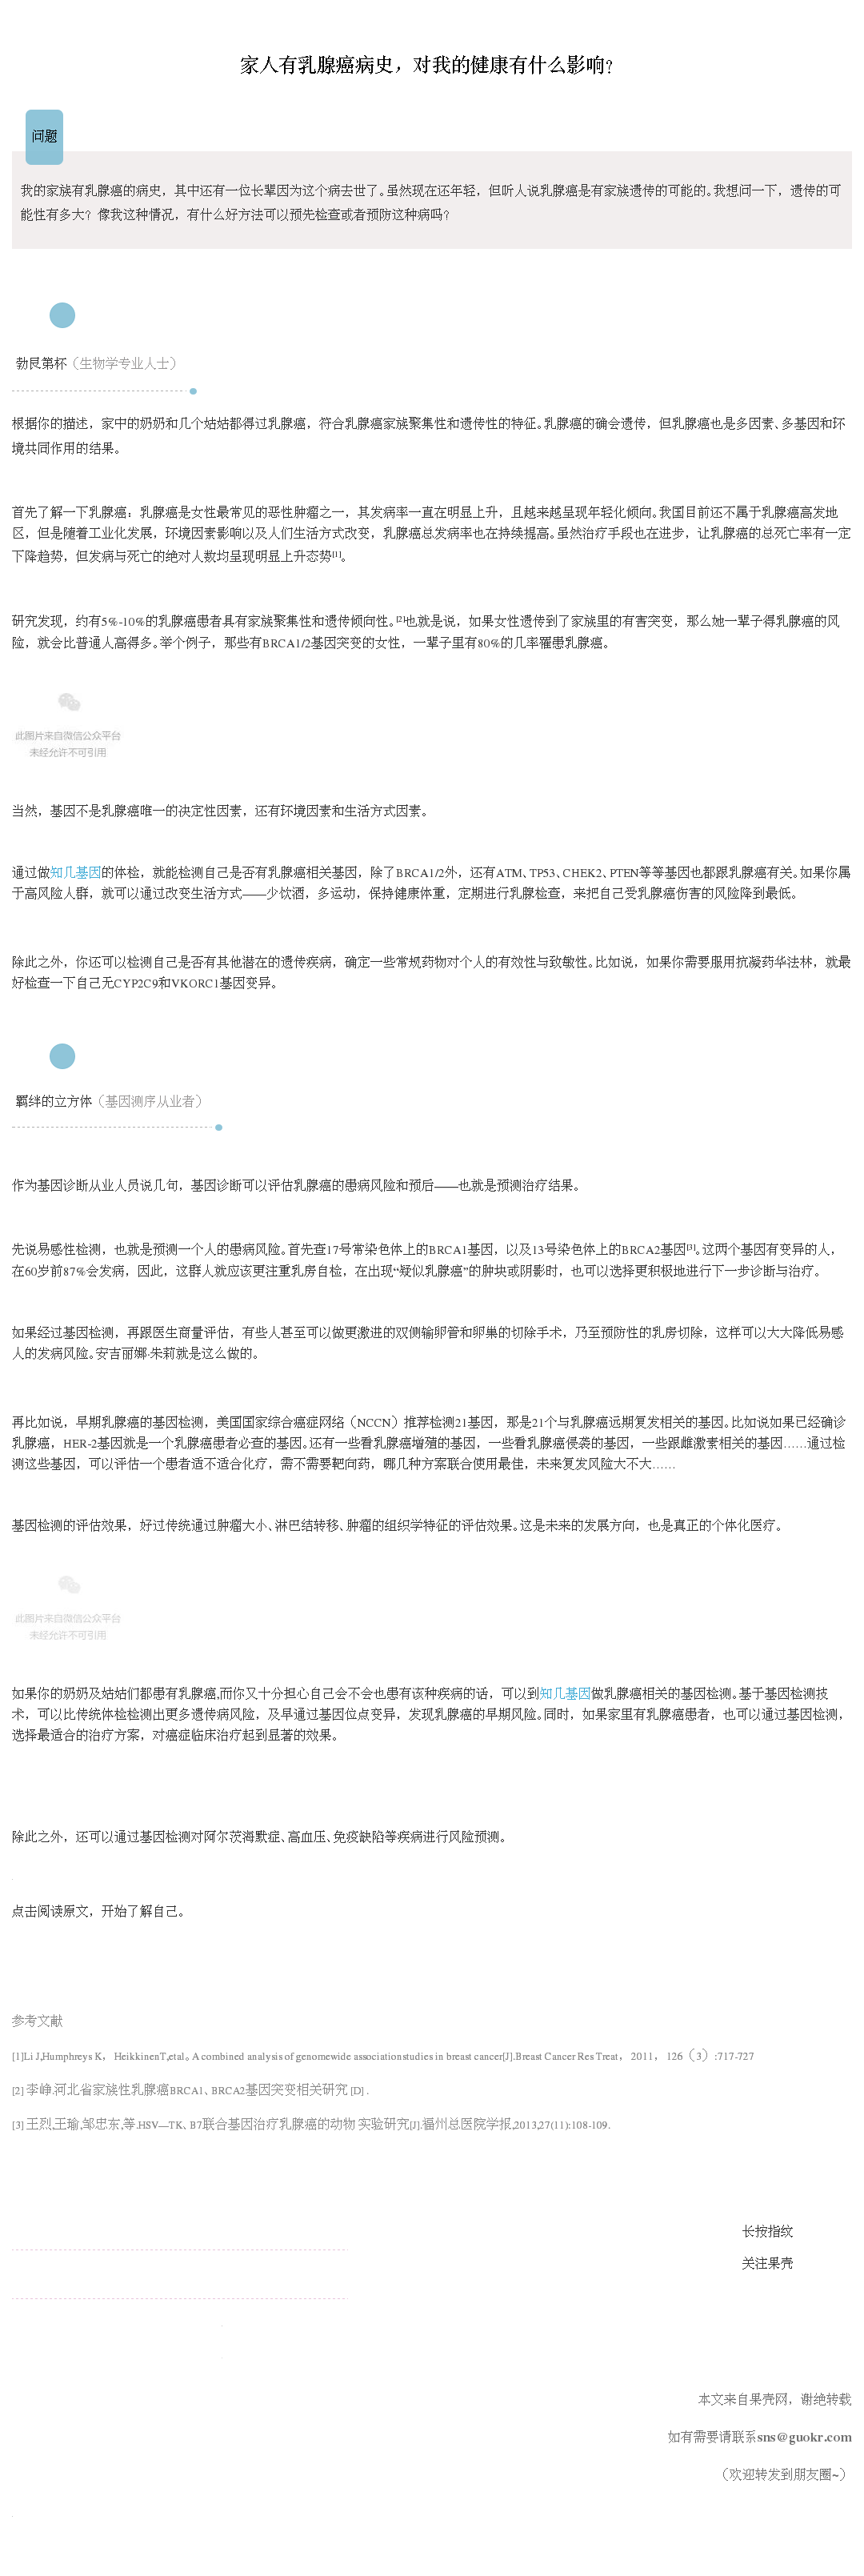 家人有乳腺癌病史，对我的健康有什么影响？
问题
我的家族有乳腺癌的病史，其中还有一位长辈因为这个病去世了。虽然现在还年轻，但听人说乳腺癌是有家族遗传的可能的。我想问一下，遗传的可
能性有多大？像我这种情况，有什么好方法可以预先检查或者预防这种病吗？
勃艮第杯（生物学专业人士）
根据你的描述，家中的奶奶和几个姑姑都得过乳腺癌，符合乳腺癌家族聚集性和遗传性的特征。乳腺癌的确会遗传，但乳腺癌也是多因素、多基因和环
境共同作用的结果。
首先了解一下乳腺癌：乳腺癌是女性最常见的恶性肿瘤之一，其发病率一直在明显上升，且越来越呈现年轻化倾向。我国目前还不属于乳腺癌高发地
区，但是随着工业化发展，环境因素影响以及人们生活方式改变，乳腺癌总发病率也在持续提高。虽然治疗手段也在进步，让乳腺癌的总死亡率有一定
下降趋势，但发病与死亡的绝对人数均呈现明显上升态势[1]。
研究发现，约有5%-10%的乳腺癌患者具有家族聚集性和遗传倾向性。[2]也就是说，如果女性遗传到了家族里的有害突变，那么她一辈子得乳腺癌的风
险，就会比普通人高得多。举个例子，那些有BRCA1/2基因突变的女性，一辈子里有80%的几率罹患乳腺癌。
此图片来自微信公众平台
未经允许不可引用
当然，基因不是乳腺癌唯一的决定性因素，还有环境因素和生活方式因素。
通过做知几基因的体检，就能检测自己是否有乳腺癌相关基因，除了BRCA1/2外，还有ATM、TP53、CHEK2、PTEN等等基因也都跟乳腺癌有关。如果你属
于高风险人群，就可以通过改变生活方式——少饮酒，多运动，保持健康体重，定期进行乳腺检查，来把自己受乳腺癌伤害的风险降到最低。
除此之外，你还可以检测自己是否有其他潜在的遗传疾病，确定一些常规药物对个人的有效性与致敏性。比如说，如果你需要服用抗凝药华法林，就最
好检查一下自己无CYP2C9和VKORC1基因变异。
羁绊的立方体（基因测序从业者）
作为基因诊断从业人员说几句，基因诊断可以评估乳腺癌的患病风险和预后——也就是预测治疗结果。
先说易感性检测，也就是预测一个人的患病风险。首先查17号常染色体上的BRCA1基因，以及13号染色体上的BRCA2基因[3]。这两个基因有变异的人，
在60岁前87%会发病，因此，这群人就应该更注重乳房自检，在出现“疑似乳腺癌”的肿块或阴影时，也可以选择更积极地进行下一步诊断与治疗。
如果经过基因检测，再跟医生商量评估，有些人甚至可以做更激进的双侧输卵管和卵巢的切除手术，乃至预防性的乳房切除，这样可以大大降低易感
人的发病风险。安吉丽娜·朱莉就是这么做的。
再比如说，早期乳腺癌的基因检测，美国国家综合癌症网络（NCCN）推荐检测21基因，那是21个与乳腺癌远期复发相关的基因。比如说如果已经确诊
乳腺癌，HER-2基因就是一个乳腺癌患者必查的基因。还有一些看乳腺癌增殖的基因，一些看乳腺癌侵袭的基因，一些跟雌激素相关的基因……通过检
测这些基因，可以评估一个患者适不适合化疗，需不需要靶向药，哪几种方案联合使用最佳，未来复发风险大不大……
基因检测的评估效果，好过传统通过肿瘤大小、淋巴结转移、肿瘤的组织学特征的评估效果。这是未来的发展方向，也是真正的个体化医疗。
此图片来自微信公众平台
未经允许不可引用
如果你的奶奶及姑姑们都患有乳腺癌,而你又十分担心自己会不会也患有该种疾病的话，可以到知几基因做乳腺癌相关的基因检测。基于基因检测技
术，可以比传统体检检测出更多遗传病风险，及早通过基因位点变异，发现乳腺癌的早期风险。同时，如果家里有乳腺癌患者，也可以通过基因检测，
选择最适合的治疗方案，对癌症临床治疗起到显著的效果。
除此之外，还可以通过基因检测对阿尔茨海默症、高血压、免疫缺陷等疾病进行风险预测。
点击阅读原文，开始了解自己。
参考文献
[1]Li J,Humphreys K， HeikkinenT,etal。A combined analysis of genomewide associationstudies in breast cancer[J].Breast Cancer Res Treat， 2011， 126（3）:717-727
[2] 李峥.河北省家族性乳腺癌BRCA1、BRCA2基因突变相关研究 [D] .
[3] 王烈,王瑜,邹忠东,等.HSV—TK、B7联合基因治疗乳腺癌的动物 实验研究[J].福州总医院学报,2013,27(11):108-109.
长按指纹
关注果壳
本文来自果壳网，谢绝转载
如有需要请联系sns@guokr.com
（欢迎转发到朋友圈~）